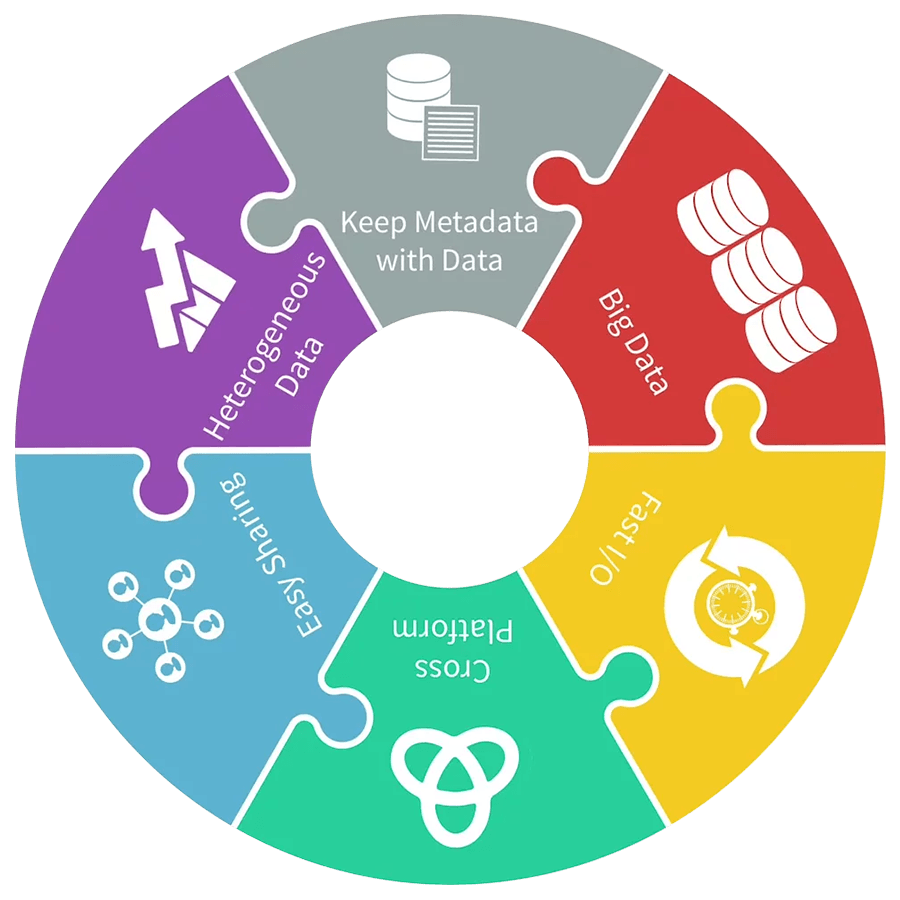 Keep Metadata
with Data
Big Data
Fast I/O
Cross
Platform
Easy Sharing
Heterogeneous
Data